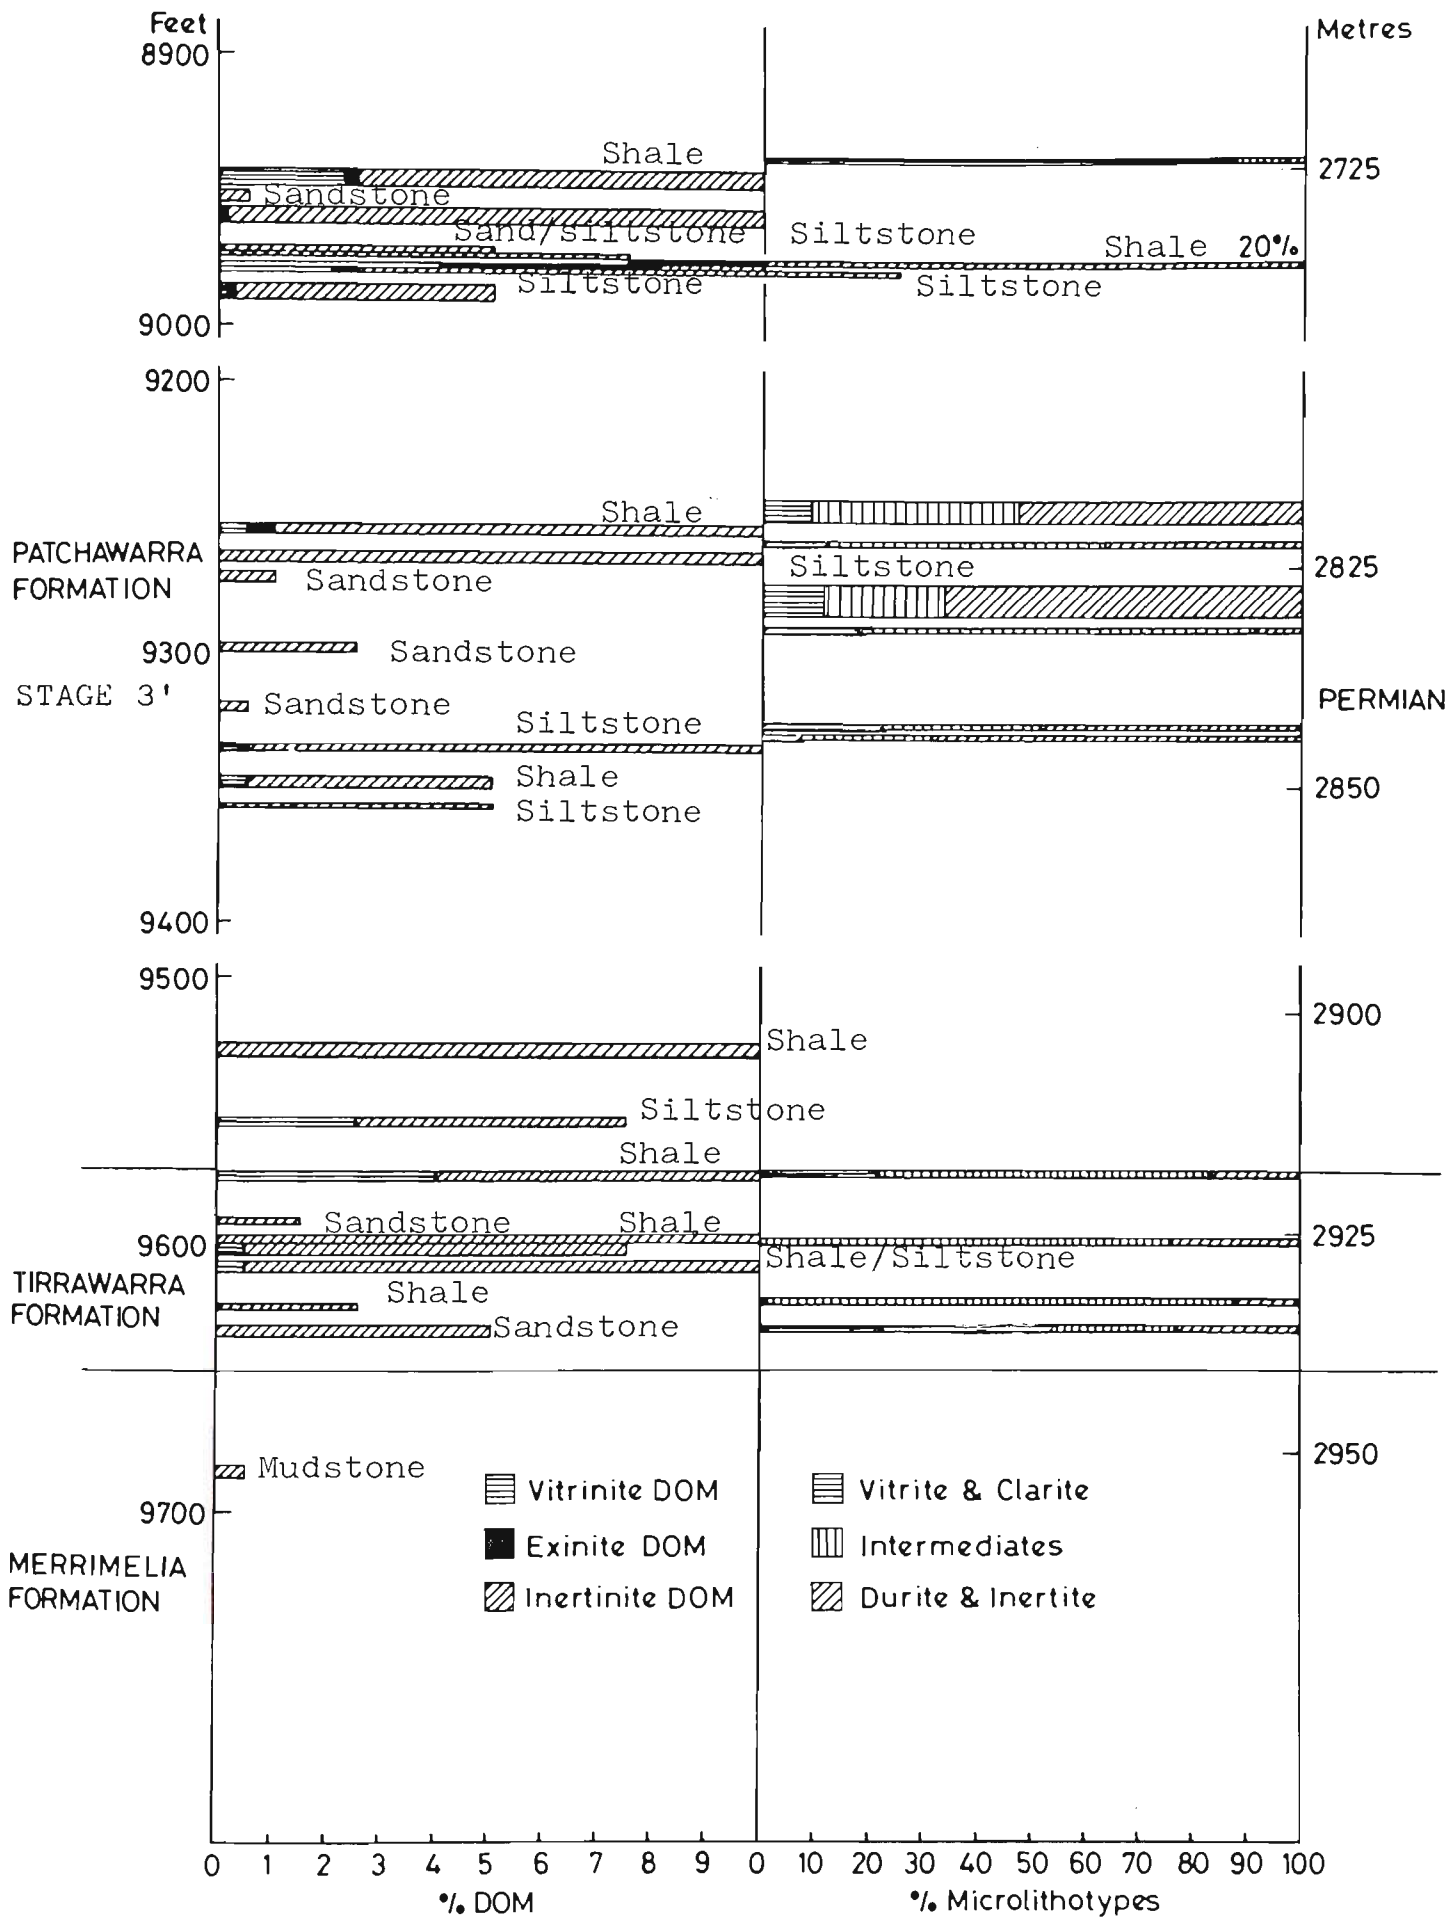 Feet
Metres
8900
Shale
2725
Sandstone
Sand/siltstone
Siltstone
Shale 20%
Siltstone
Siltstone
9000
9200
Shale
PATCHAWARRA
FORMATION
Siltstone
2825
Sandstone
9300
Sandstone
STAGE 3'
Sandstone
PERMIAN
Siltstone
Shale
2850
Siltstone
9400
9500
2900
Shale
Siltstone
Shale
Sandstone
Shale
9600
2925
Shale/Siltstone
TIRRAWARRA
FORMATION
Shale
Sandstone
2950
Mudstone
Vitrinite DOM
Vitrite & Clarite
9700
Exinite DOM
Intermediates
MERRIMELIA
FORMATION
Inertinite DOM
Durite & Inertite
0 1 2 3 4 5 6 7 8 9 0 10 20 30 40 50 60 70 80 90 100
% DOM
% Microlithotypes